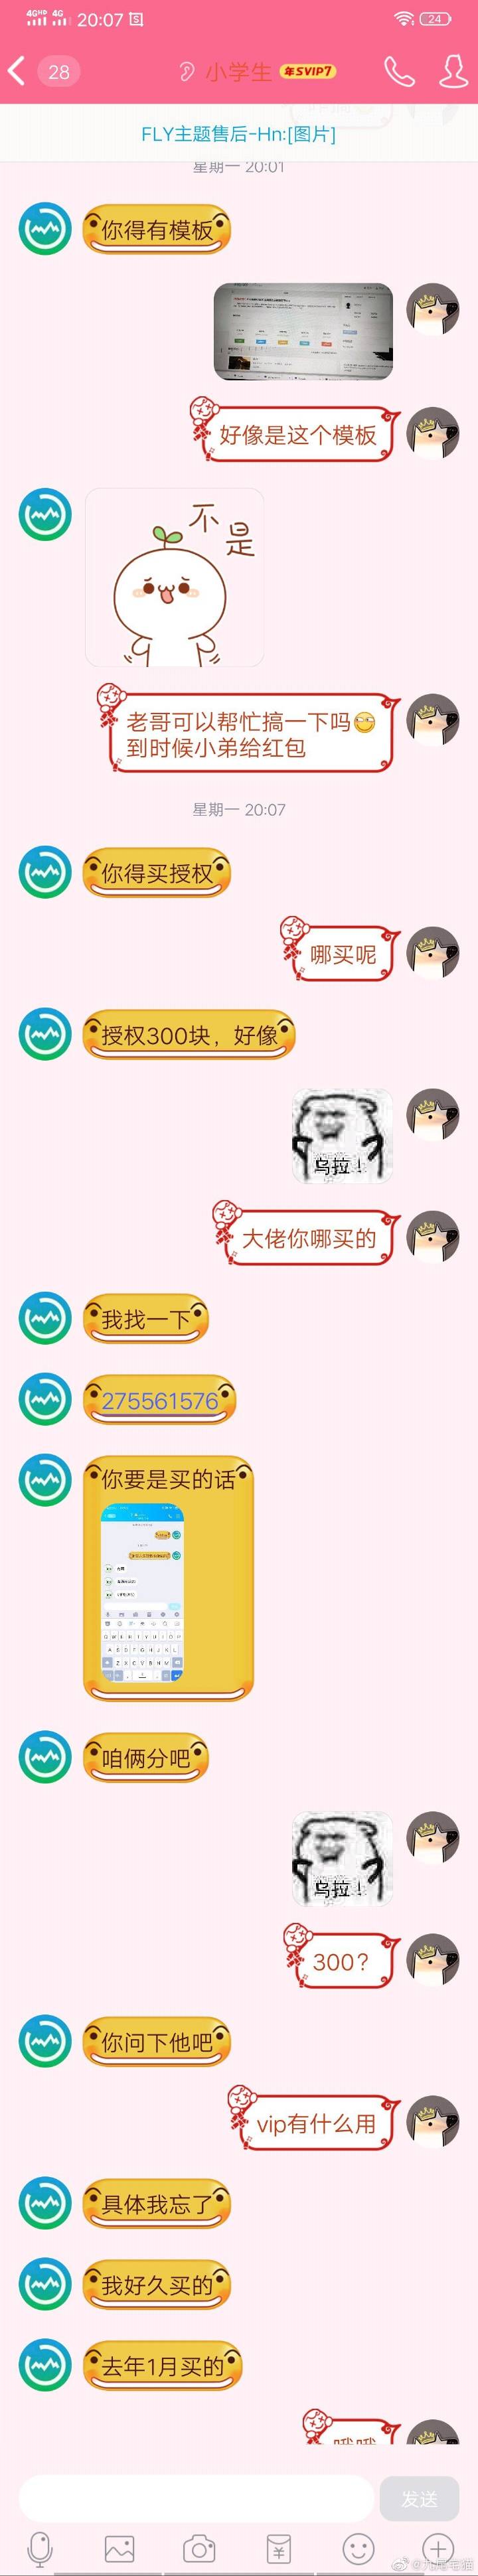 4GHD 4G 20:07 24
28 小学生 年SVIP7
FLY主题售后-Hn:[图片]
星期一 20:01
你得有模板
好像是这个模板
不是
老哥可以帮忙搞一下吗
到时候小弟给红包
星期一 20:07
你得买授权
哪买呢
授权300块，好像
乌拉！
大佬你哪买的
我找一下
275561576
你要是买的话
咱俩分吧
乌拉！
300？
你问下他吧
vip有什么用
具体我忘了
我好久买的
去年1月买的
哦哦
发送